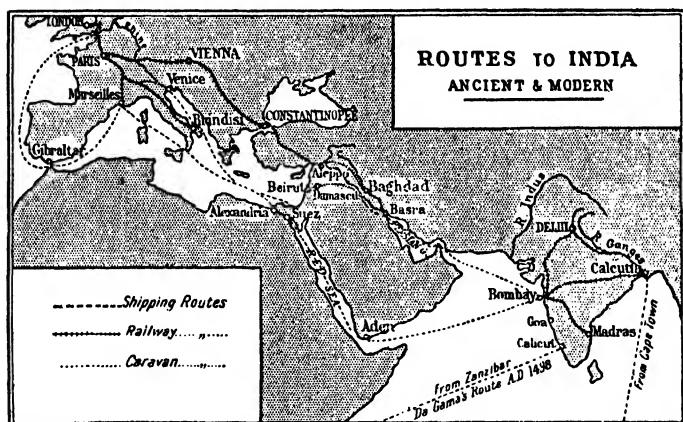 ROUTES TO INDIA
ANCIENT & MODERN
LONDON
PARIS
VIENNA
Venice
Marseilles
Brindisi
CONSTANTINOPLE
Gibraltar
Aleppo
Beirut
Damascus
Baghdad
Basra
Alexandria
Suez
RED SEA
Aden
R. Indus
DELHI
R. Ganges
Calcutta
Bombay
Goa
Madras
Calicut
from Zanzibar
Da Gama's Route A.D 1498
from Cape Town
Shipping Routes
Railway „
Caravan „